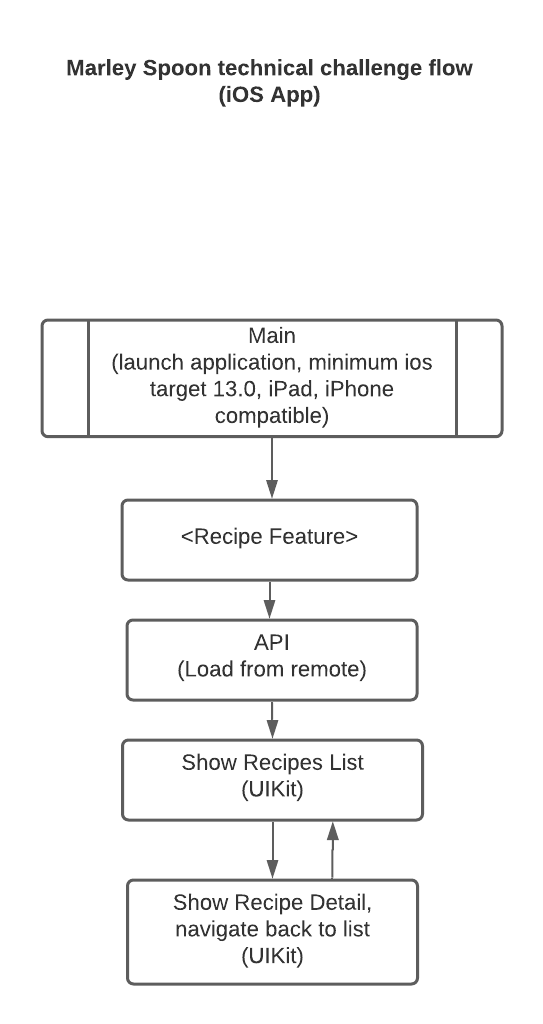 Marley Spoon technical challenge flow
(iOS App)
Main
(launch application, minimum ios
target 13.0, iPad, iPhone
compatible)
<Recipe Feature>
API
(Load from remote)
Show Recipes List
(UIKit)
Show Recipe Detail,
navigate back to list
(UIKit)